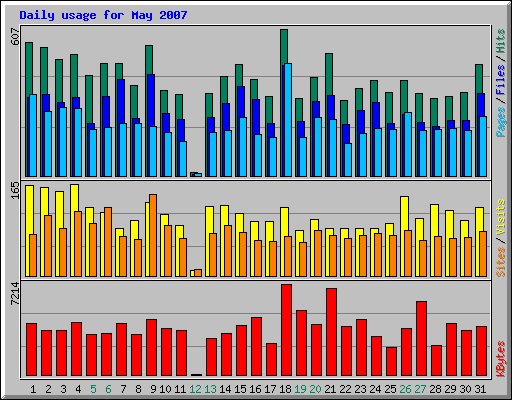 Daily usage for May 2007
607
Pages / Files / Hits
165
Sites / Visits
7214
KBytes
1 2 3 4 5 6 7 8 9 10 11 12 13 14 15 16 17 18 19 20 21 22 23 24 25 26 27 28 29 30 31